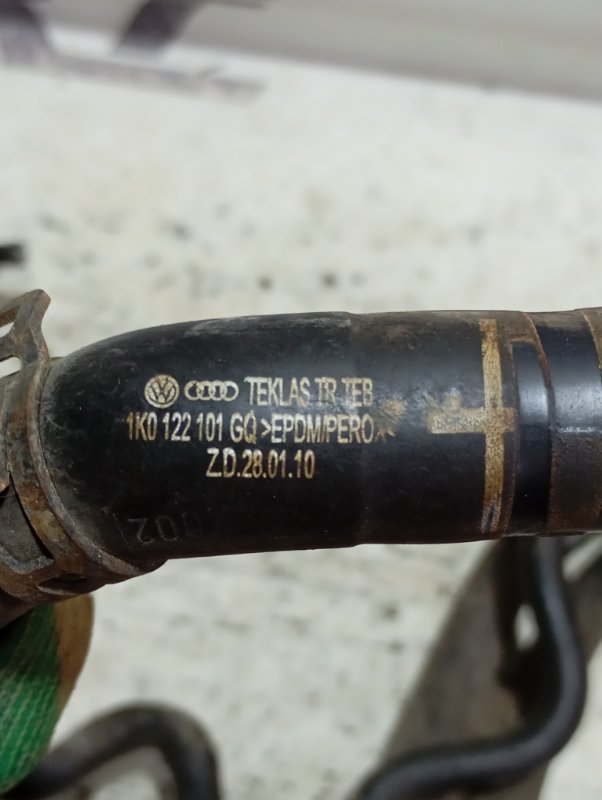 TEKLAS TR TEB
1K0 122 101 GQ >EPDM/PERO<
Z.D.28.01.10